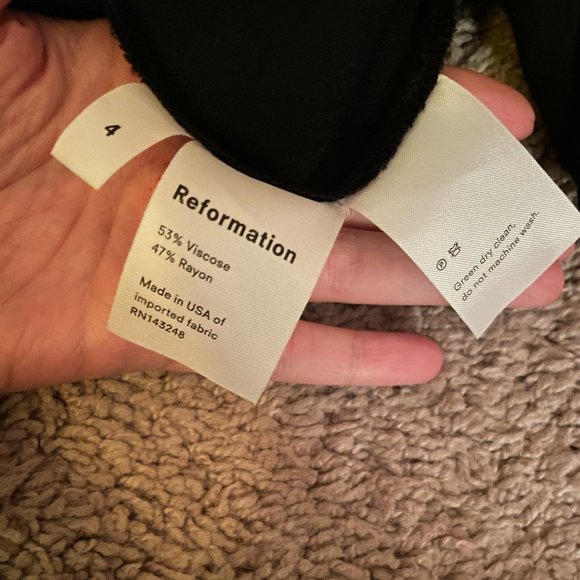 4
Reformation
53% Viscose
47% Rayon
Made in USA of
imported fabric
RN143248
P
Green dry clean,
do not machine wash.